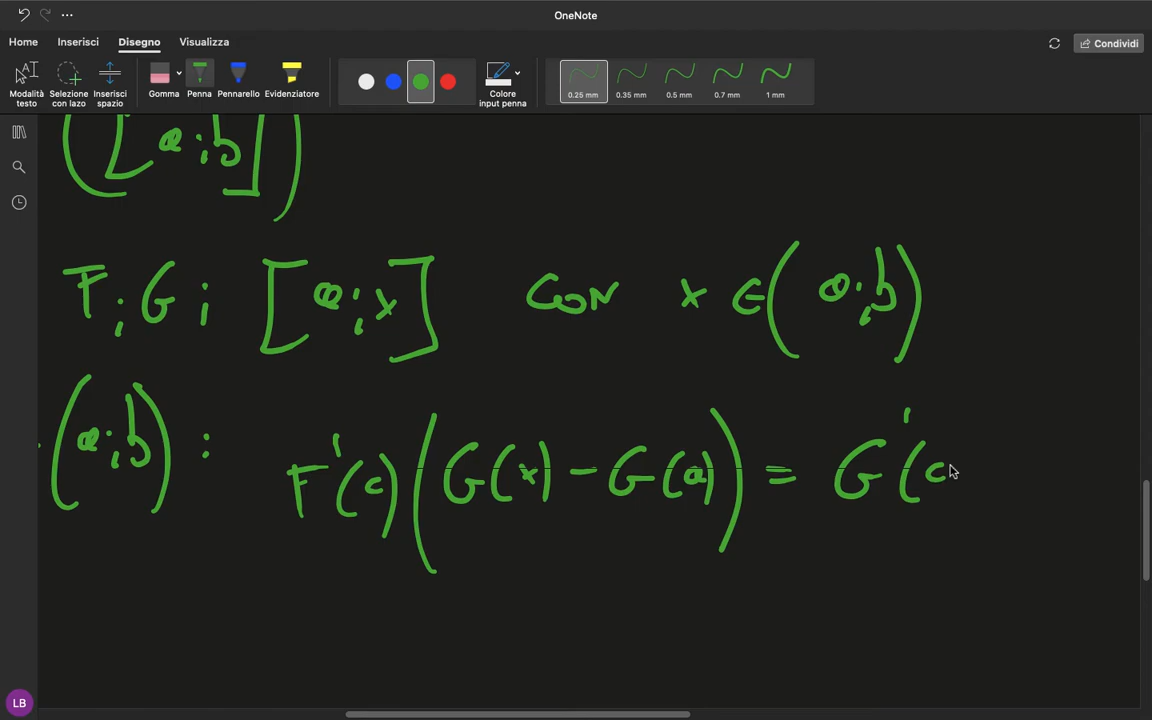 OneNote
Home Inserisci Disegno Visualizza
Condividi
Modalità testo Selezione con lazo Inserisci spazio Gomma Penna Pennarello Evidenziatore Colore input penna 0.25 mm 0.35 mm 0.5 mm 0.7 mm 1 mm
([a;b])
F; G; [a;x] CON x ∈ (a;b)
(a;b) : F'(c)(G(x) - G(a)) = G'(c
LB